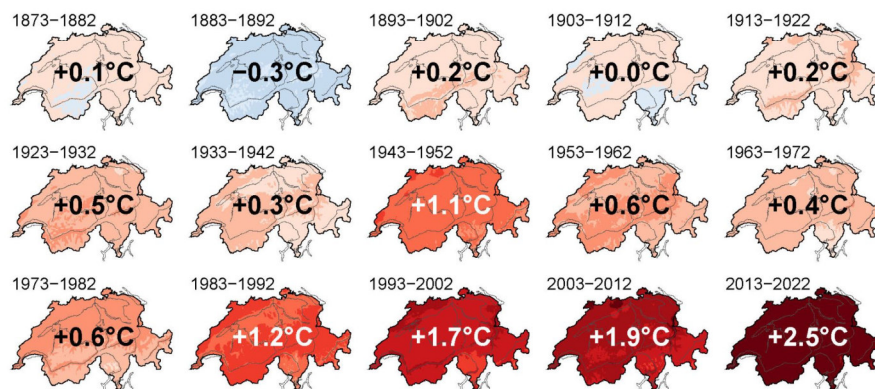 1873–1882 1883–1892 1893–1902 1903–1912 1913–1922
+0.1°C −0.3°C +0.2°C +0.0°C +0.2°C
1923–1932 1933–1942 1943–1952 1953–1962 1963–1972
+0.5°C +0.3°C +1.1°C +0.6°C +0.4°C
1973–1982 1983–1992 1993–2002 2003–2012 2013–2022
+0.6°C +1.2°C +1.7°C +1.9°C +2.5°C